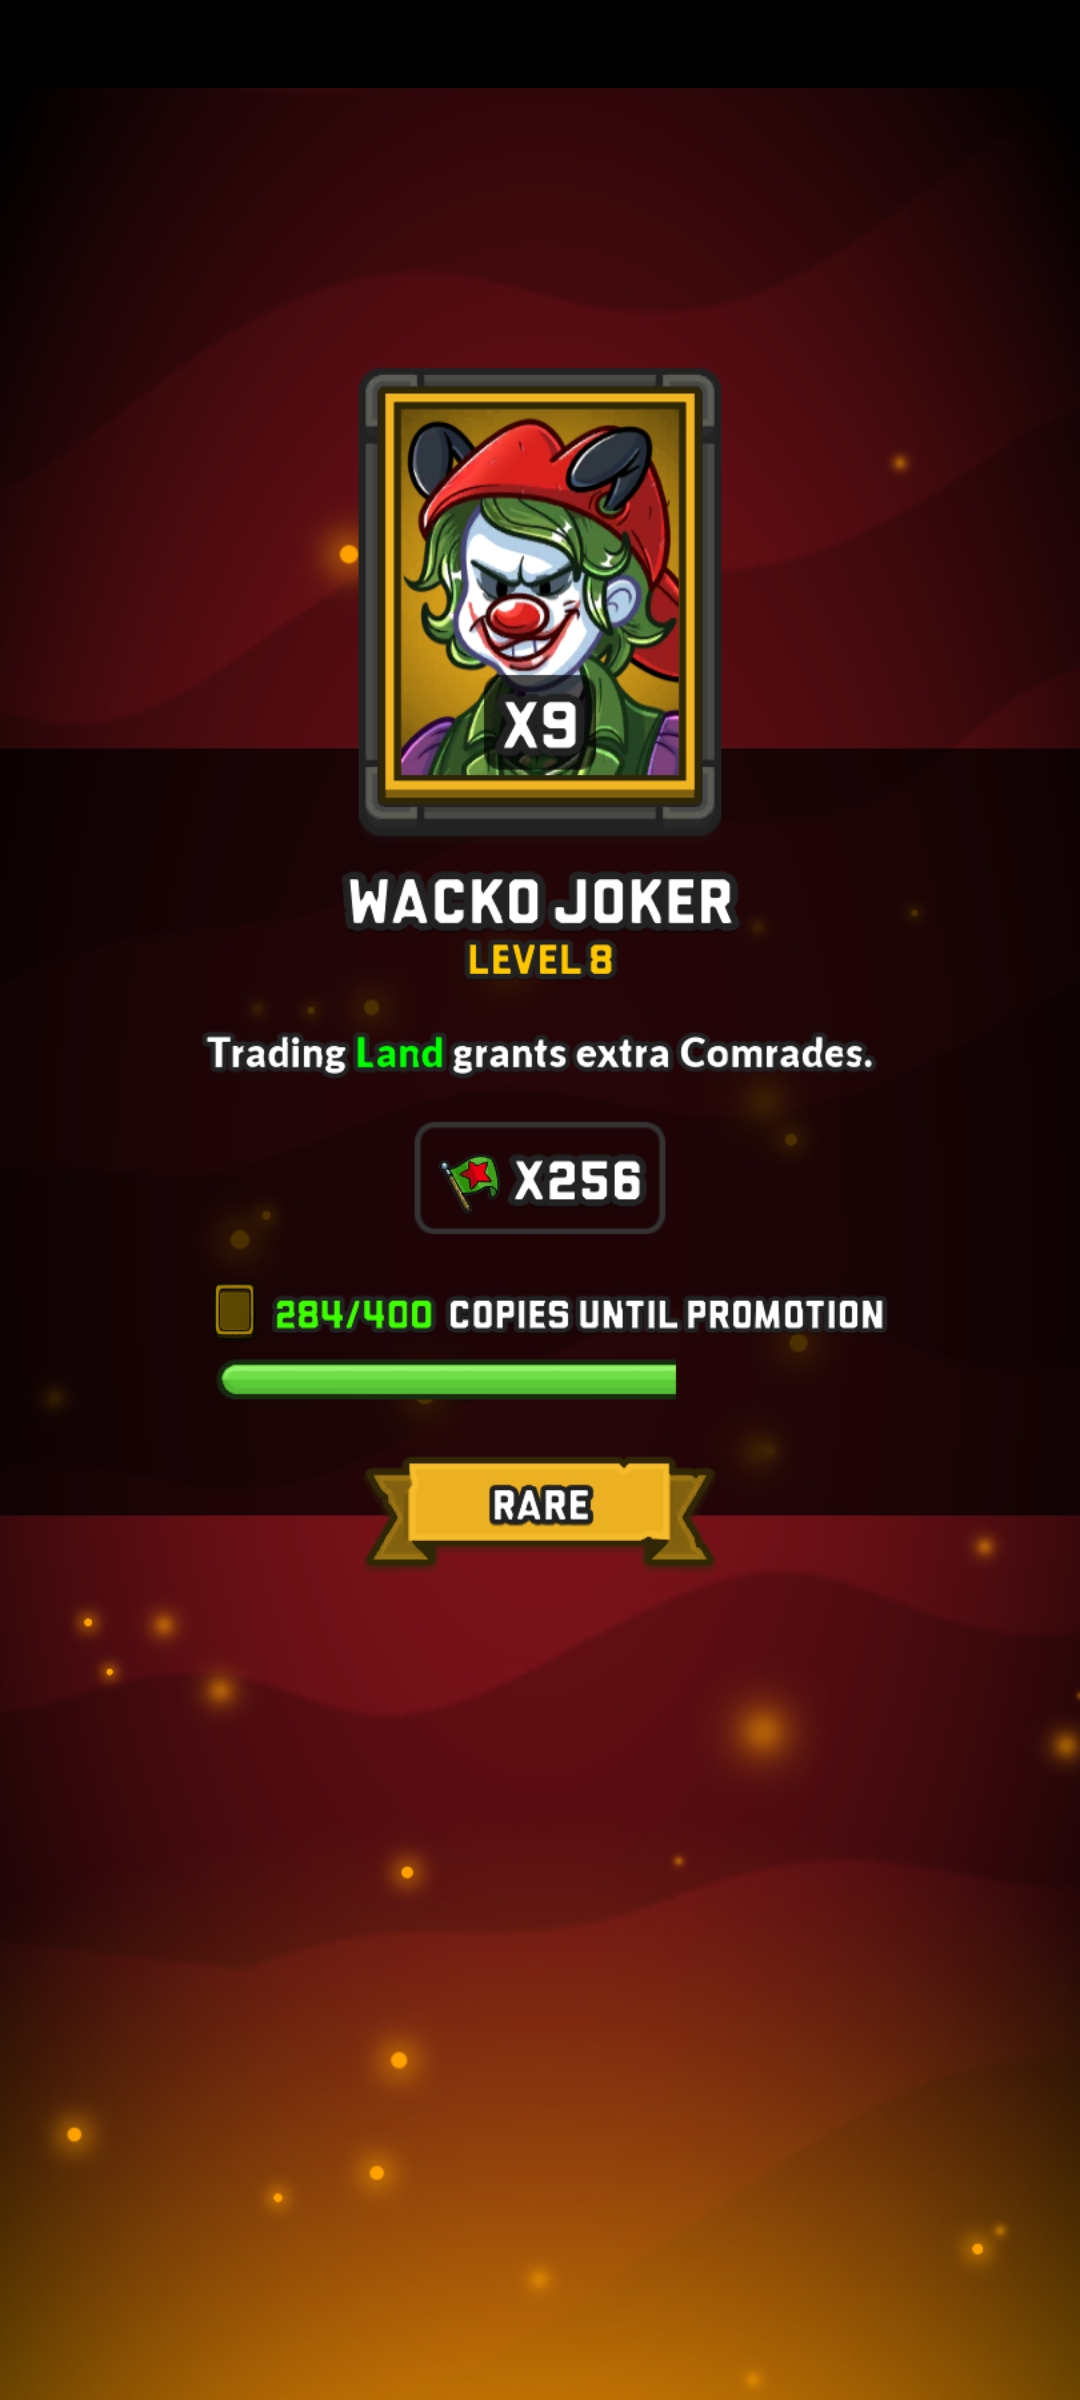 X9
WACKO JOKER
LEVEL 8
Trading Land grants extra Comrades.
X256
284/400 COPIES UNTIL PROMOTION
RARE